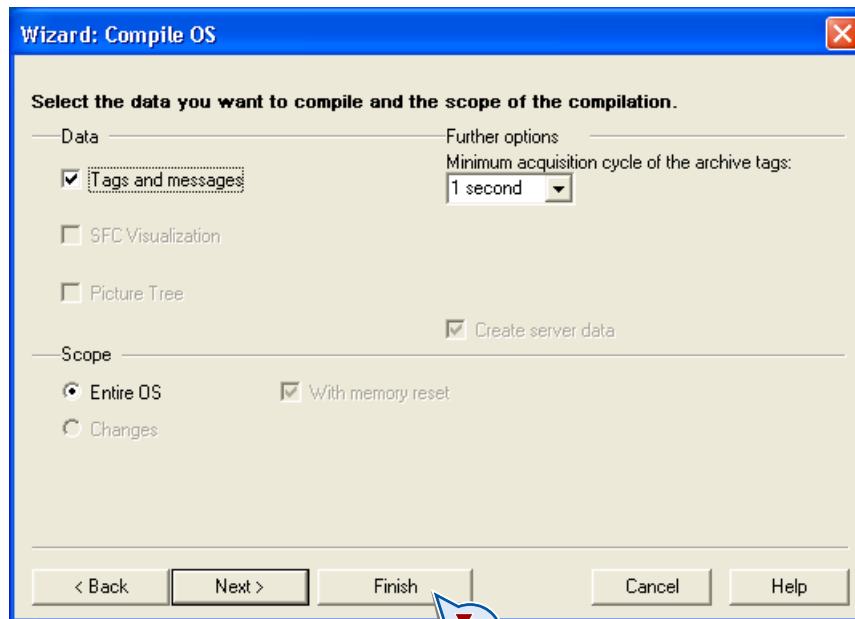 Wizard: Compile OS
Select the data you want to compile and the scope of the compilation.
Data
Tags and messages
SFC Visualization
Picture Tree
Further options
Minimum acquisition cycle of the archive tags:
1 second
Create server data
Scope
Entire OS
With memory reset
Changes
< Back
Next >
Finish
Cancel
Help